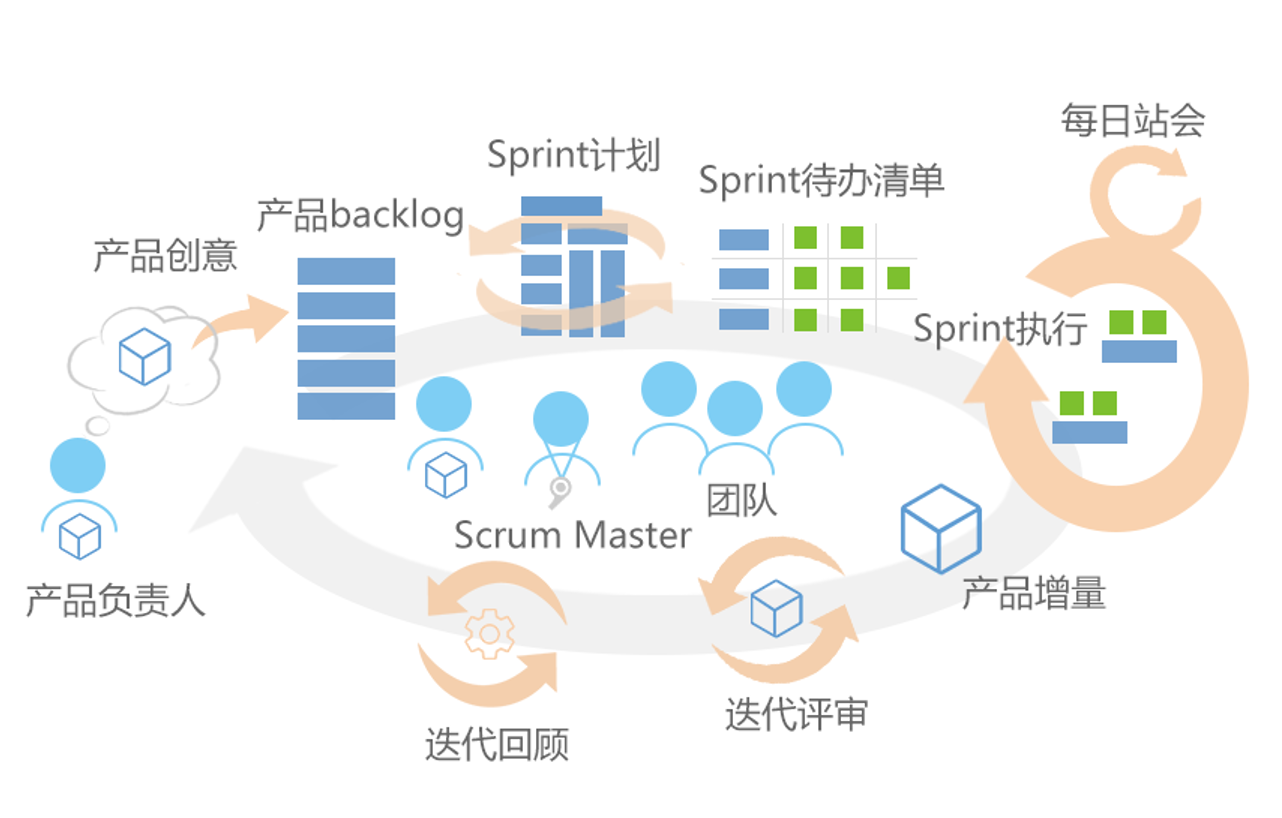 每日站会
Sprint计划
Sprint待办清单
产品backlog
产品创意
Sprint执行
团队
Scrum Master
产品负责人
产品增量
迭代评审
迭代回顾